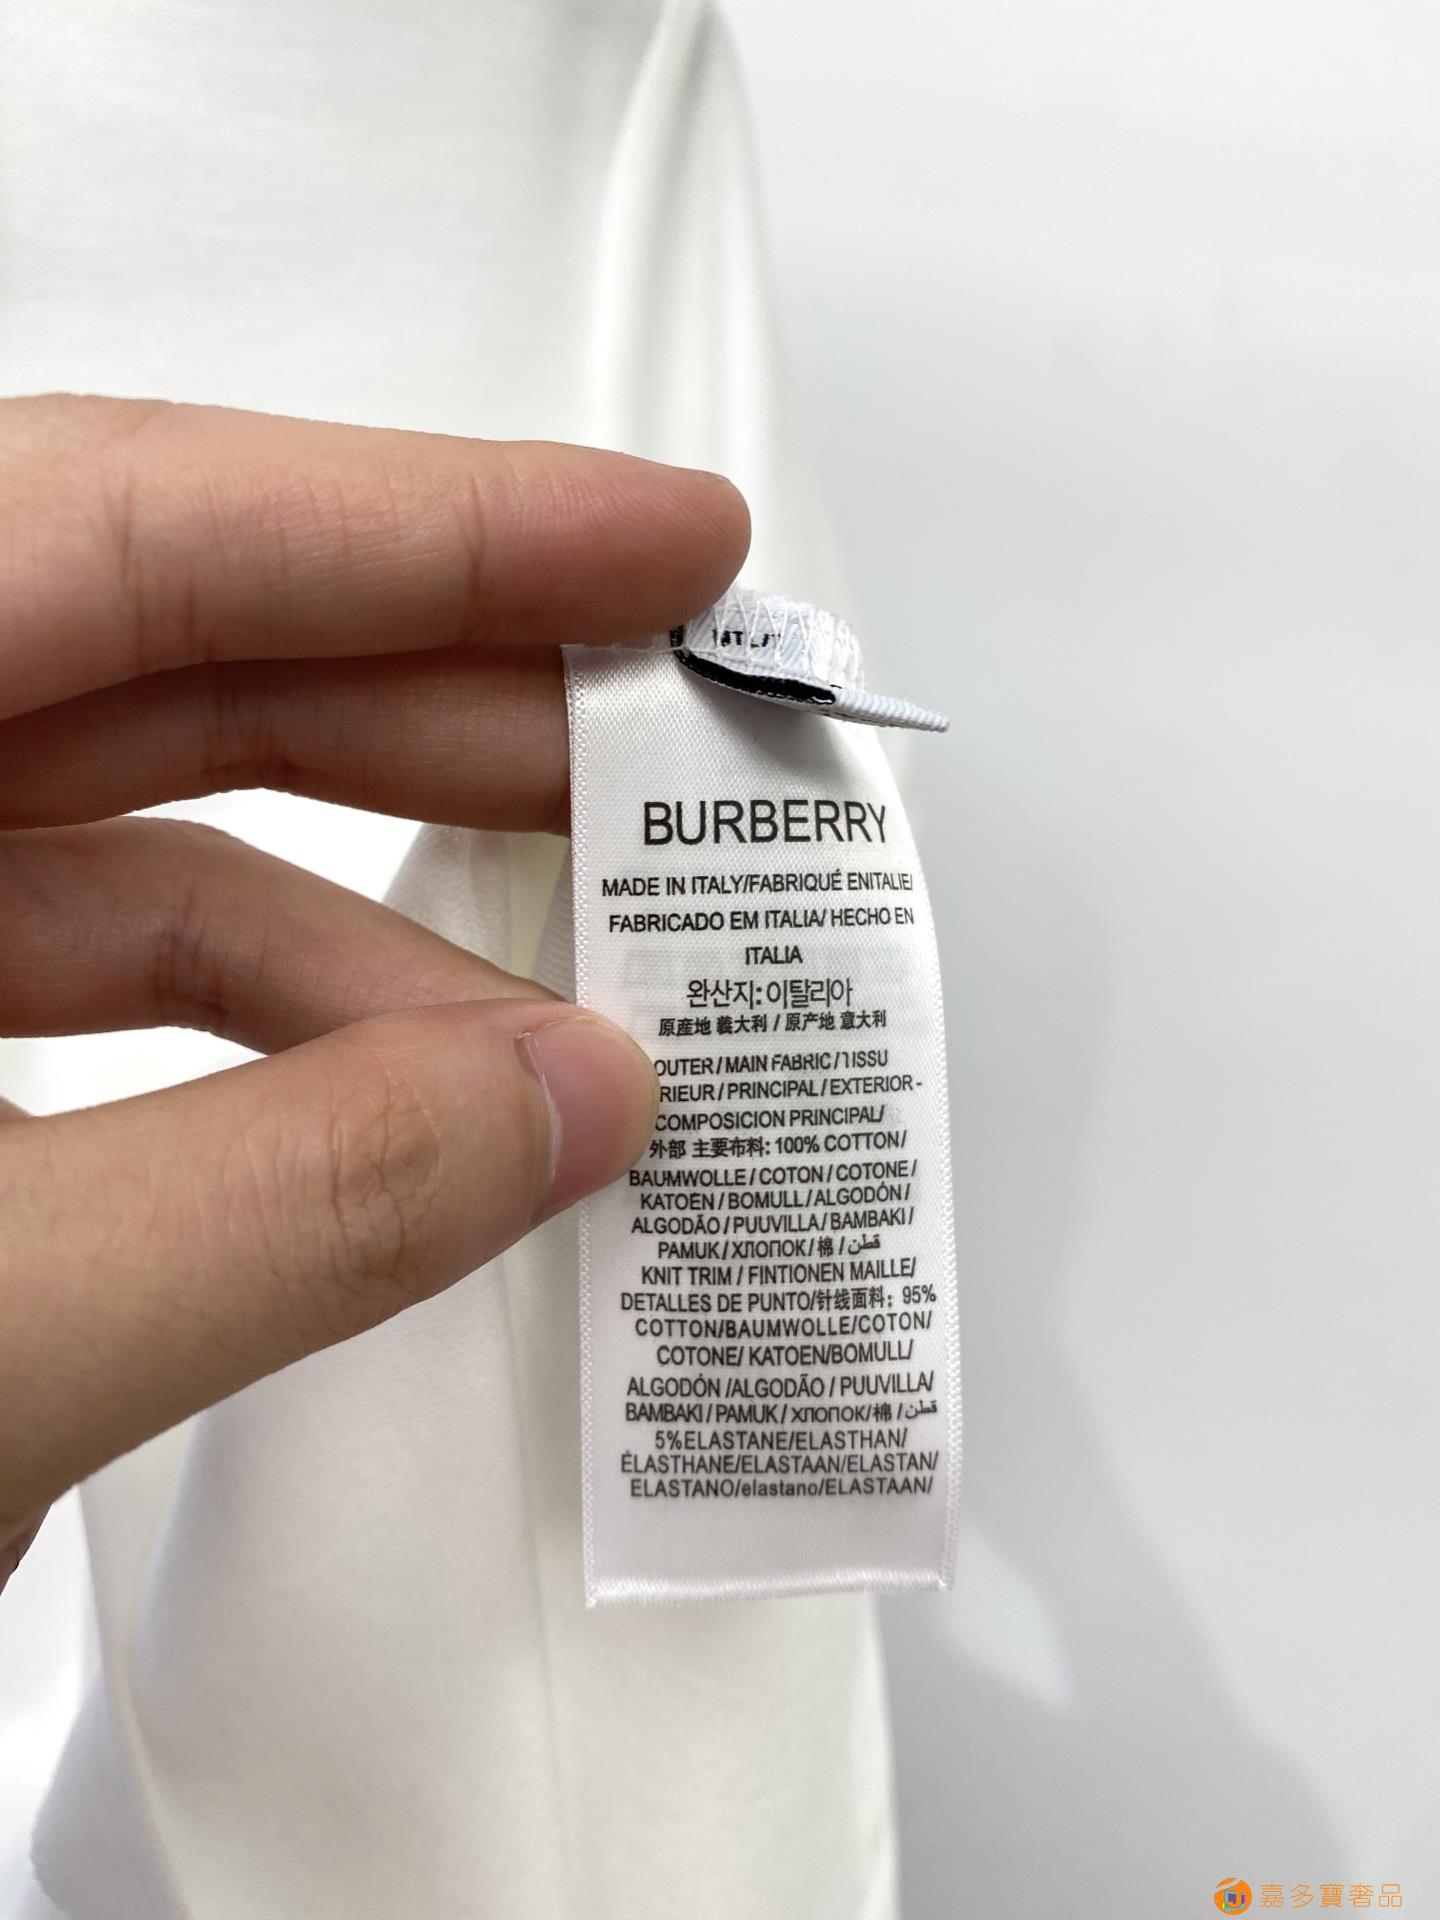 BURBERRY
MADE IN ITALY/FABRIQUÉ ENITALIE/
FABRICADO EM ITALIA/ HECHO EN
ITALIA
완산지:이탈리아
原産地 義大利 / 原产地 意大利
OUTER / MAIN FABRIC / TISSU
RIEUR / PRINCIPAL / EXTERIOR -
COMPOSICION PRINCIPAL/
外部 主要布料: 100% COTTON /
BAUMWOLLE / COTON / COTONE /
KATOEN / BOMULL / ALGODÓN /
ALGODÃO / PUUVILLA / BAMBAKI /
PAMUK / ХЛОПОК / 棉 / قطن
KNIT TRIM / FINTIONEN MAILLE/
DETALLES DE PUNTO/针线面料：95%
COTTON/BAUMWOLLE/COTON/
COTONE/ KATOEN/BOMULL/
ALGODÓN /ALGODÃO / PUUVILLA/
BAMBAKI / PAMUK / ХЛОПОК/棉 / قطن
5%ELASTANE/ELASTHAN/
ÉLASTHANE/ELASTAAN/ELASTAN/
ELASTANO/elastano/ELASTAAN/
嘉多寶奢品